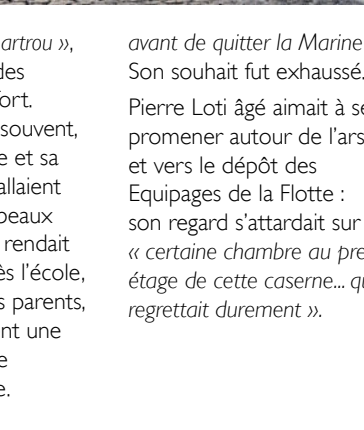 artrou »,
des
ort.
souvent,
e et sa
allaient
beaux
rendait
ès l’école,
s parents,
nt une
e
e.
avant de quitter la Marine
Son souhait fut exhaussé.
Pierre Loti âgé aimait à se
promener autour de l’ars
et vers le dépôt des
Equipages de la Flotte :
son regard s’attardait sur
« certaine chambre au pre
étage de cette caserne... qu
regrettait durement ».